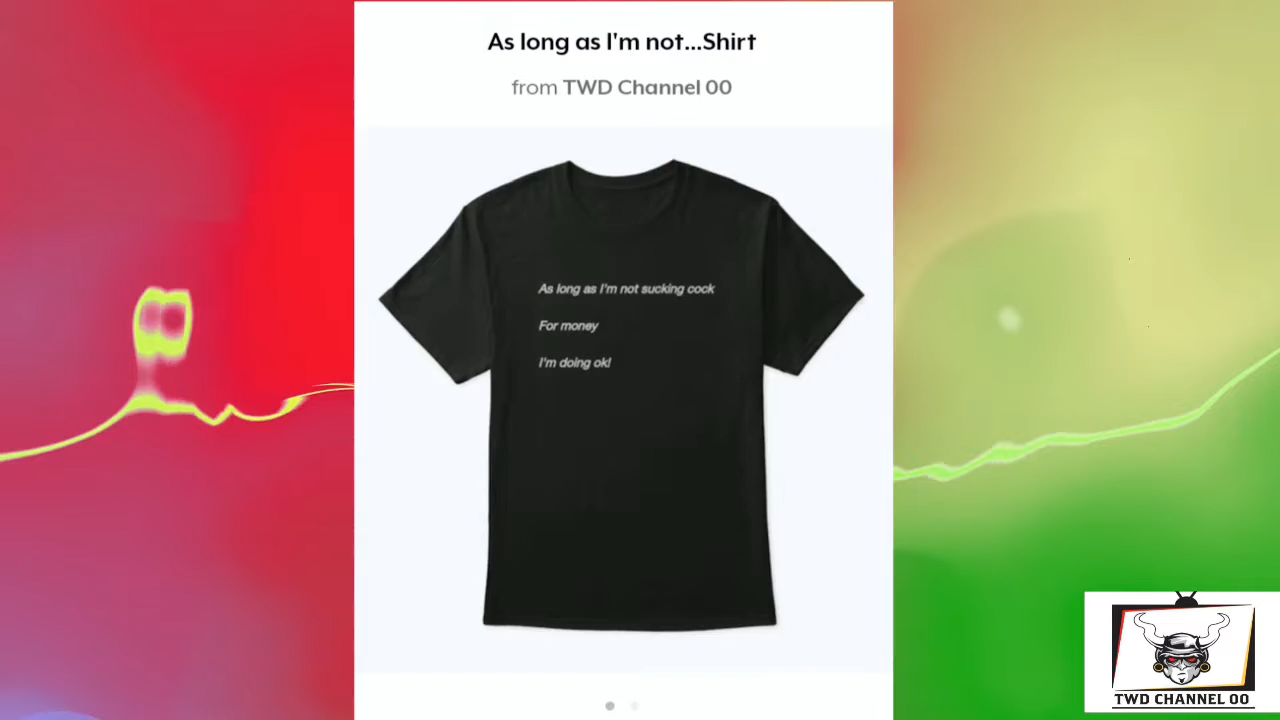 As long as I'm not...Shirt
from TWD Channel 00
As long as I'm not sucking cock
For money
I'm doing ok!
TWD CHANNEL 00